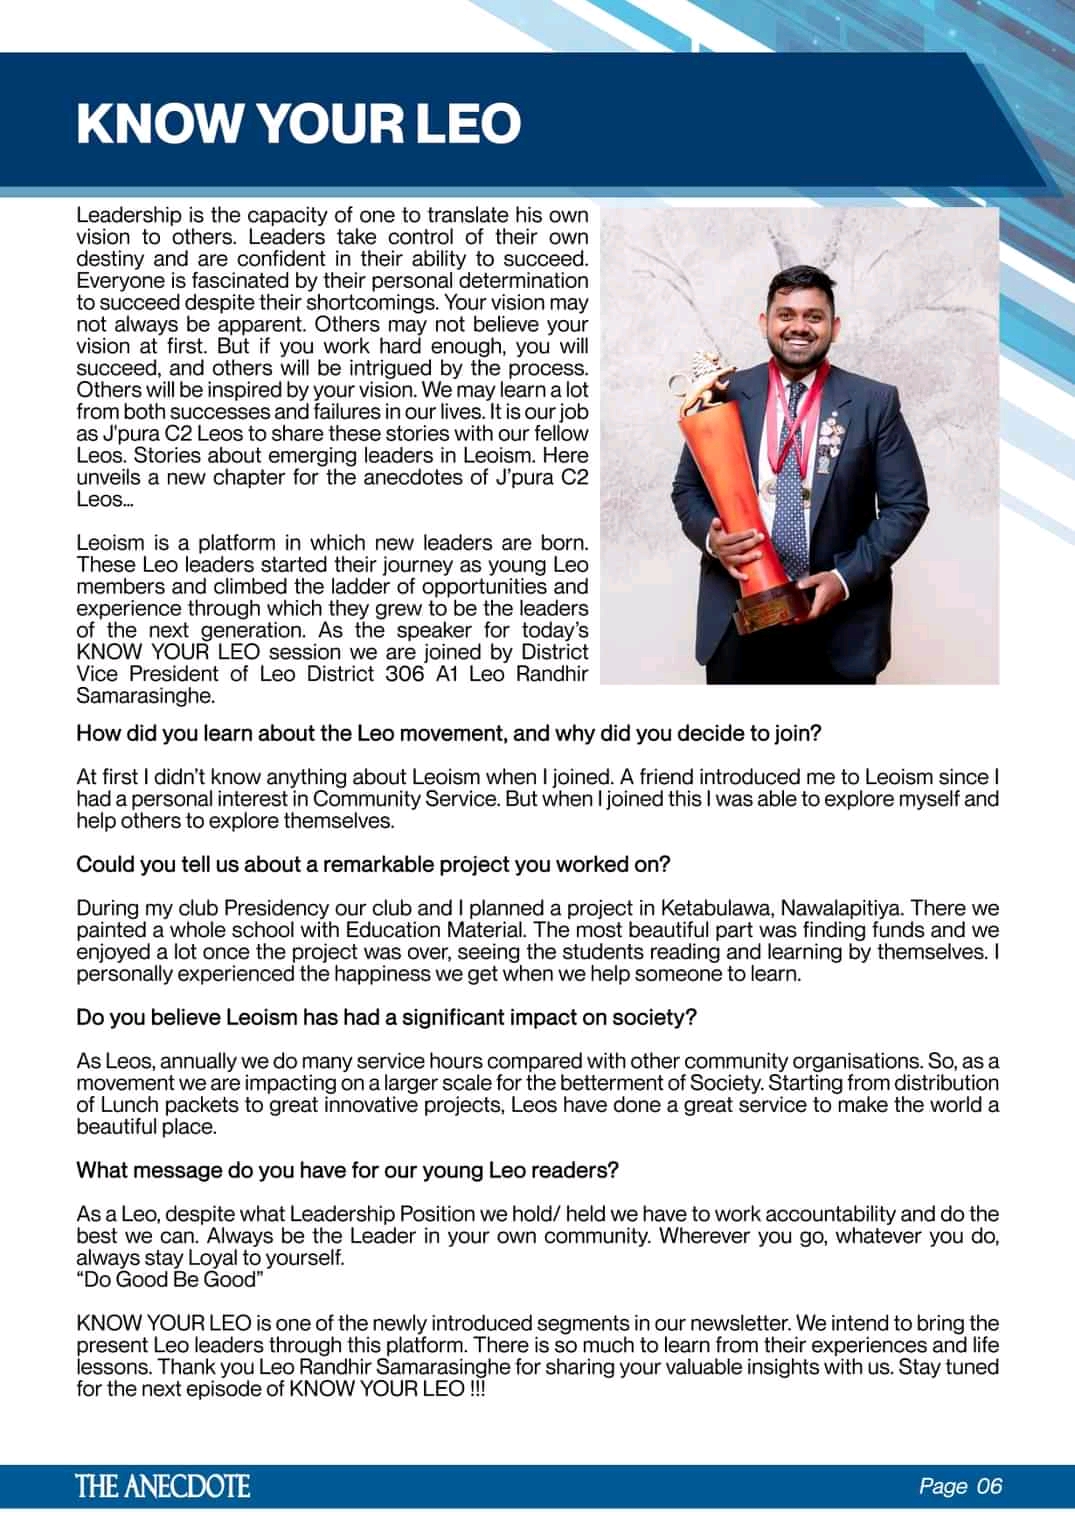 KNOW YOUR LEO
Leadership is the capacity of one to translate his own
vision to others. Leaders take control of their own
destiny and are confident in their ability to succeed.
Everyone is fascinated by their personal determination
to succeed despite their shortcomings. Your vision may
not always be apparent. Others may not believe your
vision at first. But if you work hard enough, you will
succeed, and others will be intrigued by the process.
Others will be inspired by your vision. We may learn a lot
from both successes and failures in our lives. It is our job
as J'pura C2 Leos to share these stories with our fellow
Leos. Stories about emerging leaders in Leoism. Here
unveils a new chapter for the anecdotes of J’pura C2
Leos...
Leoism is a platform in which new leaders are born.
These Leo leaders started their journey as young Leo
members and climbed the ladder of opportunities and
experience through which they grew to be the leaders
of the next generation. As the speaker for today’s
KNOW YOUR LEO session we are joined by District
Vice President of Leo District 306 A1 Leo Randhir
Samarasinghe.
How did you learn about the Leo movement, and why did you decide to join?
At first I didn’t know anything about Leoism when I joined. A friend introduced me to Leoism since I
had a personal interest in Community Service. But when I joined this I was able to explore myself and
help others to explore themselves.
Could you tell us about a remarkable project you worked on?
During my club Presidency our club and I planned a project in Ketabulawa, Nawalapitiya. There we
painted a whole school with Education Material. The most beautiful part was finding funds and we
enjoyed a lot once the project was over, seeing the students reading and learning by themselves. I
personally experienced the happiness we get when we help someone to learn.
Do you believe Leoism has had a significant impact on society?
As Leos, annually we do many service hours compared with other community organisations. So, as a
movement we are impacting on a larger scale for the betterment of Society. Starting from distribution
of Lunch packets to great innovative projects, Leos have done a great service to make the world a
beautiful place.
What message do you have for our young Leo readers?
As a Leo, despite what Leadership Position we hold/ held we have to work accountability and do the
best we can. Always be the Leader in your own community. Wherever you go, whatever you do,
always stay Loyal to yourself.
“Do Good Be Good”
KNOW YOUR LEO is one of the newly introduced segments in our newsletter. We intend to bring the
present Leo leaders through this platform. There is so much to learn from their experiences and life
lessons. Thank you Leo Randhir Samarasinghe for sharing your valuable insights with us. Stay tuned
for the next episode of KNOW YOUR LEO !!!
THE ANECDOTE
Page 06